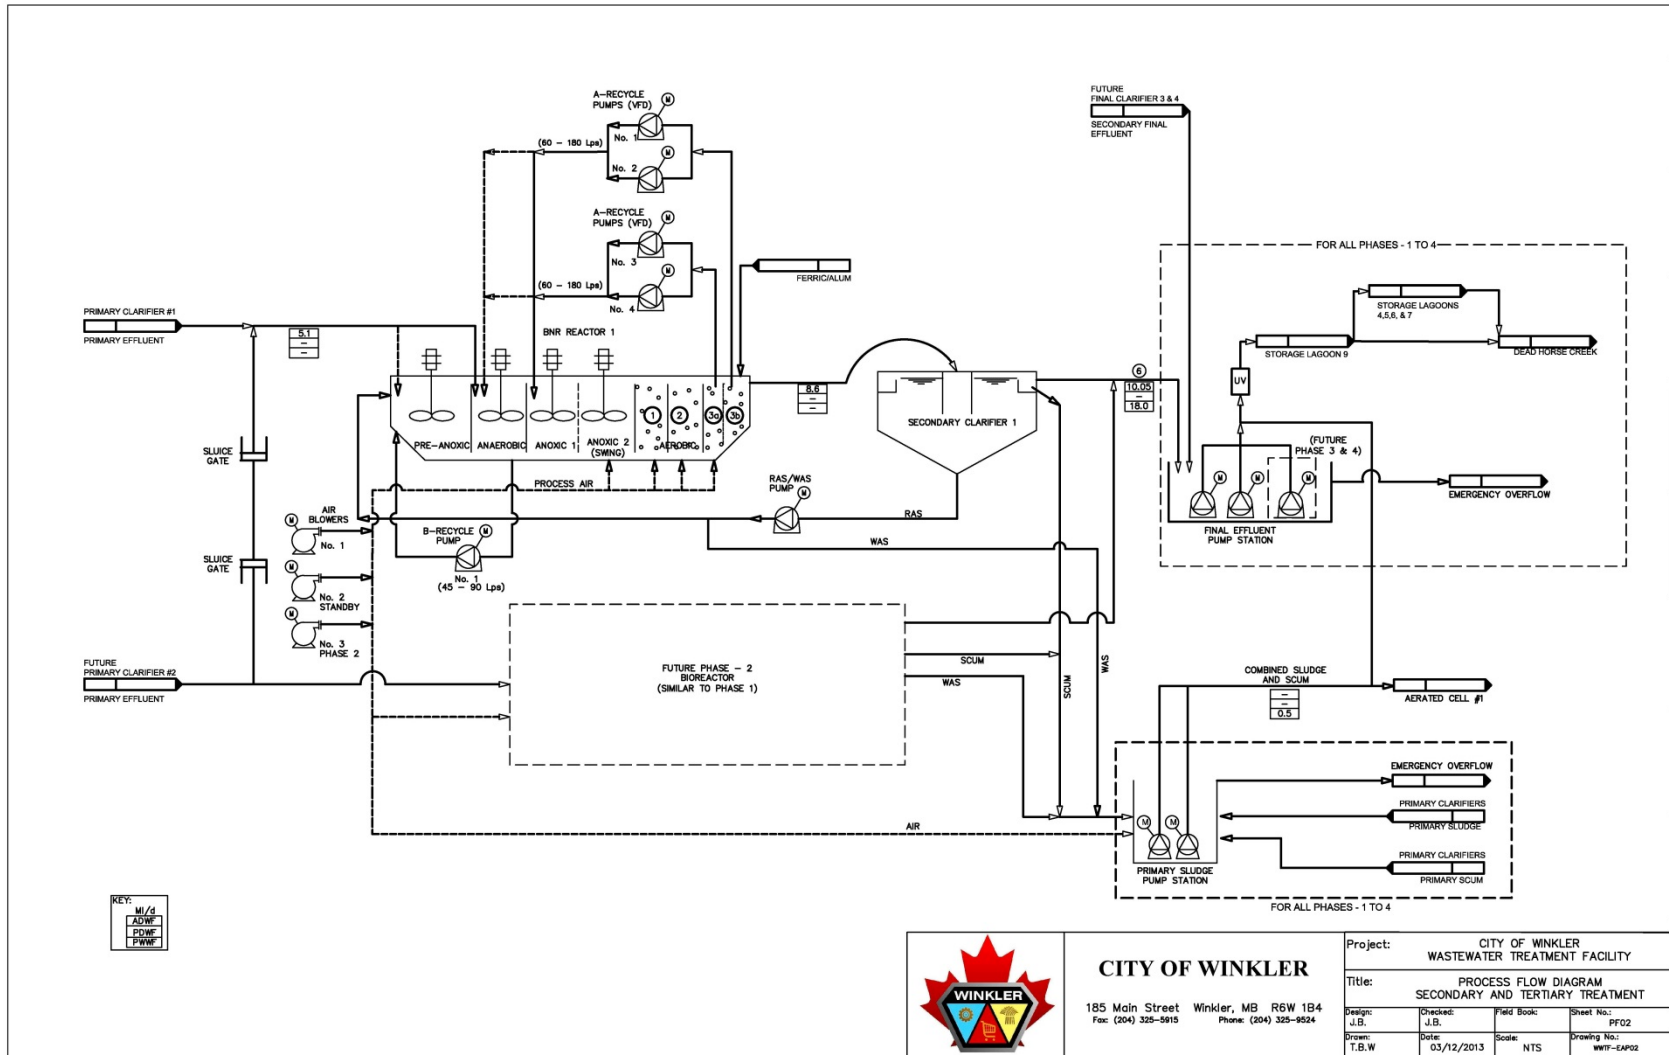 A-RECYCLE
PUMPS (VFD)
M
No. 1
(60 - 180 Lps)
M
No. 2
A-RECYCLE
PUMPS (VFD)
M
No. 3
M
(60 - 180 Lps)
No. 4
FERRIC/ALUM
PRIMARY CLARIFIER #1
PRIMARY EFFLUENT
5.1
-
-
BNR REACTOR 1
1
2
3a
3b
PRE-ANOXIC
ANAEROBIC
ANOXIC 1
ANOXIC 2
(SWING)
AEROBIC
8.6
-
-
SECONDARY CLARIFIER 1
SLUICE
GATE
PROCESS AIR
RAS/WAS
PUMP
M
RAS
WAS
AIR
BLOWERS
M
No. 1
B-RECYCLE
PUMP
M
No. 1
(45 - 90 Lps)
SLUICE
GATE
M
No. 2
STANDBY
M
No. 3
PHASE 2
FUTURE
PRIMARY CLARIFIER #2
PRIMARY EFFLUENT
FUTURE PHASE - 2
BIOREACTOR
(SIMILAR TO PHASE 1)
SCUM
WAS
SCUM
WAS
AIR
FUTURE
FINAL CLARIFIER 3 & 4
SECONDARY FINAL
EFFLUENT
6
10.05
-
18.0
FOR ALL PHASES - 1 TO 4
STORAGE LAGOONS
4,5,6, & 7
STORAGE LAGOON 9
DEAD HORSE CREEK
UV
(FUTURE
PHASE 3 & 4)
M
M
M
EMERGENCY OVERFLOW
FINAL EFFLUENT
PUMP STATION
COMBINED SLUDGE
AND SCUM
-
-
0.5
AERATED CELL #1
EMERGENCY OVERFLOW
PRIMARY CLARIFIERS
PRIMARY SLUDGE
M
M
PRIMARY CLARIFIERS
PRIMARY SCUM
PRIMARY SLUDGE
PUMP STATION
FOR ALL PHASES - 1 TO 4
KEY:
Ml/d
ADWF
PDWF
PWWF
WINKLER
CITY OF WINKLER
185 Main Street Winkler, MB R6W 1B4
Fax: (204) 325-5915 Phone: (204) 325-9524
Project: CITY OF WINKLER
WASTEWATER TREATMENT FACILITY
Title: PROCESS FLOW DIAGRAM
SECONDARY AND TERTIARY TREATMENT
Design: J.B.
Checked: J.B.
Field Book:
Sheet No.: PF02
Drawn: T.B.W
Date: 03/12/2013
Scale: NTS
Drawing No.: WWTF-EAP02